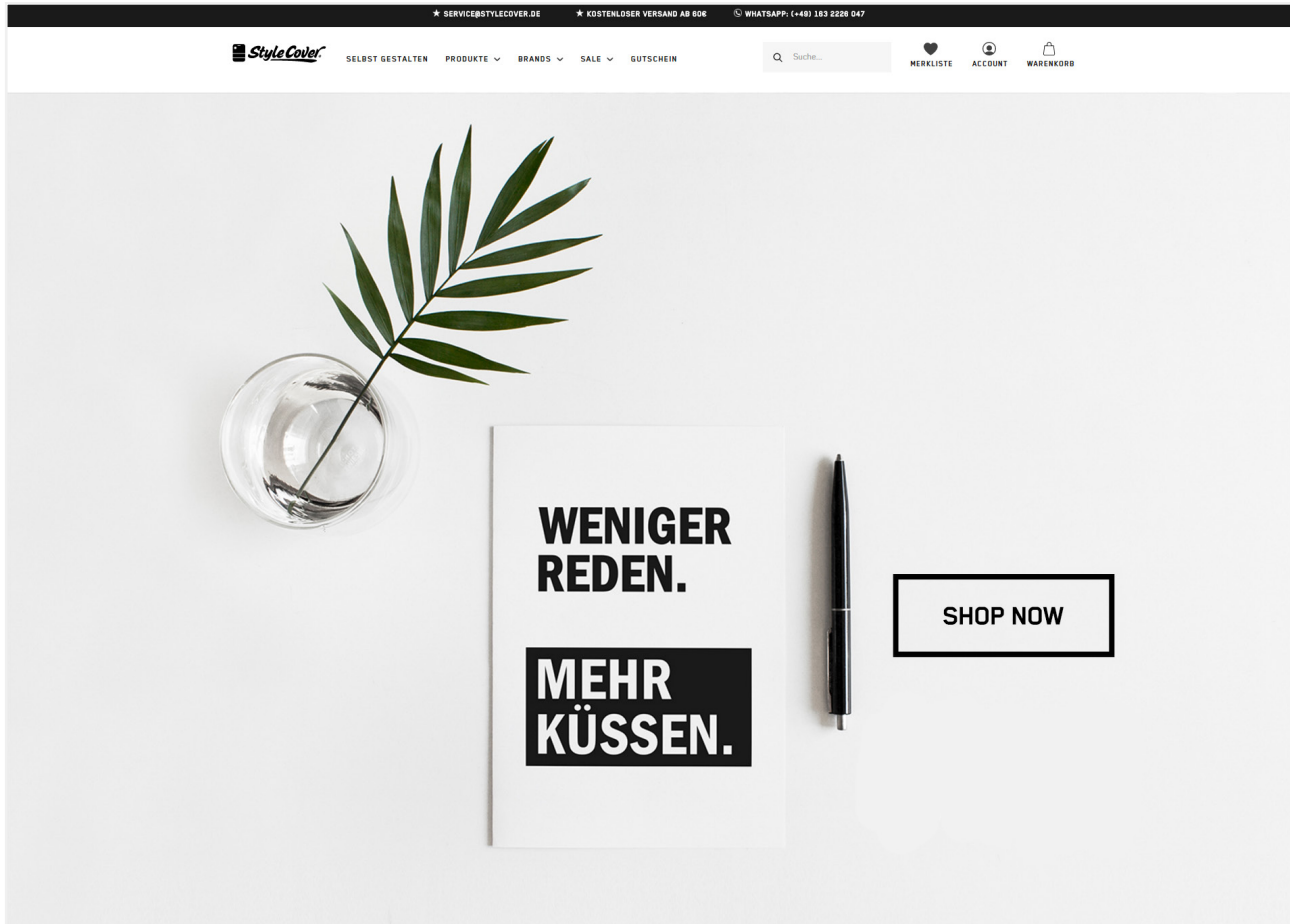 ★ SERVICE@STYLECOVER.DE ★ KOSTENLOSER VERSAND AB 60€ WHATSAPP: (+49) 163 2226 047
Style Cover
SELBST GESTALTEN PRODUKTE BRANDS SALE GUTSCHEIN Suche... MERKLISTE ACCOUNT WARENKORB
WENIGER
REDEN.
MEHR
KÜSSEN.
SHOP NOW